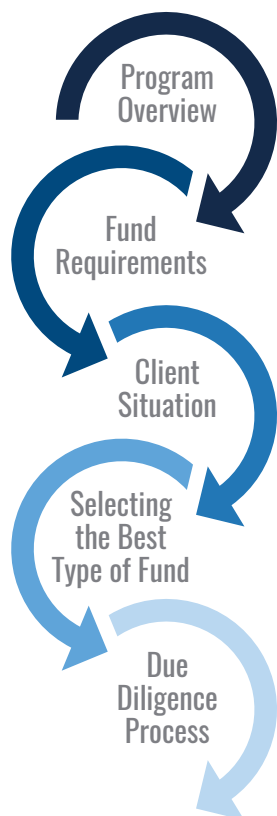 Program
Overview
Fund
Requirements
Client
Situation
Selecting
the Best
Type of Fund
Due
Diligence
Process